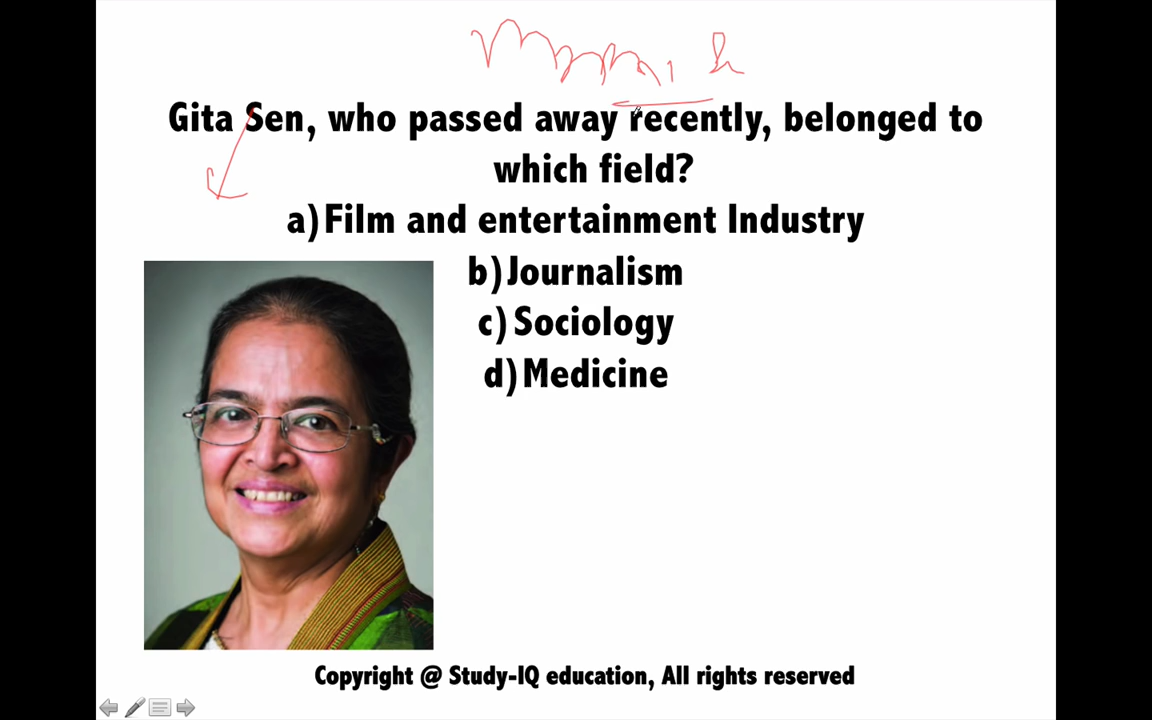 Gita Sen, who passed away recently, belonged to
which field?
a) Film and entertainment Industry
b) Journalism
c) Sociology
d) Medicine
Copyright @ Study-IQ education, All rights reserved